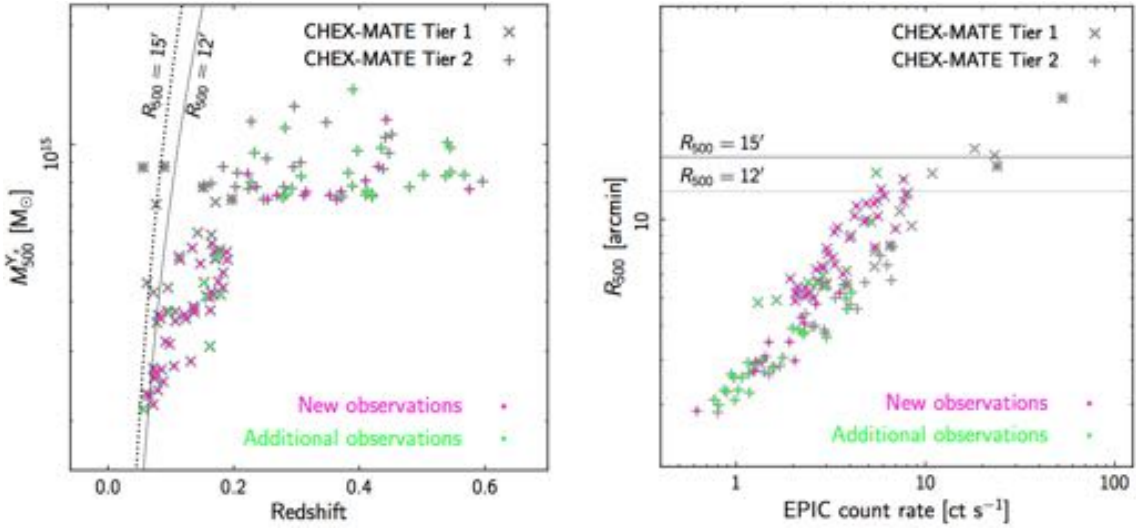 CHEX-MATE Tier 1 ×
CHEX-MATE Tier 2 +
R500 = 15′
R500 = 12′
10^15
M_500^{Y_x} [M⊙]
New observations
Additional observations
0.0 0.2 0.4 0.6
Redshift
CHEX-MATE Tier 1 ×
CHEX-MATE Tier 2 +
R500 = 15′
R500 = 12′
10
R500 [arcmin]
New observations
Additional observations
1 10 100
EPIC count rate [ct s−1]